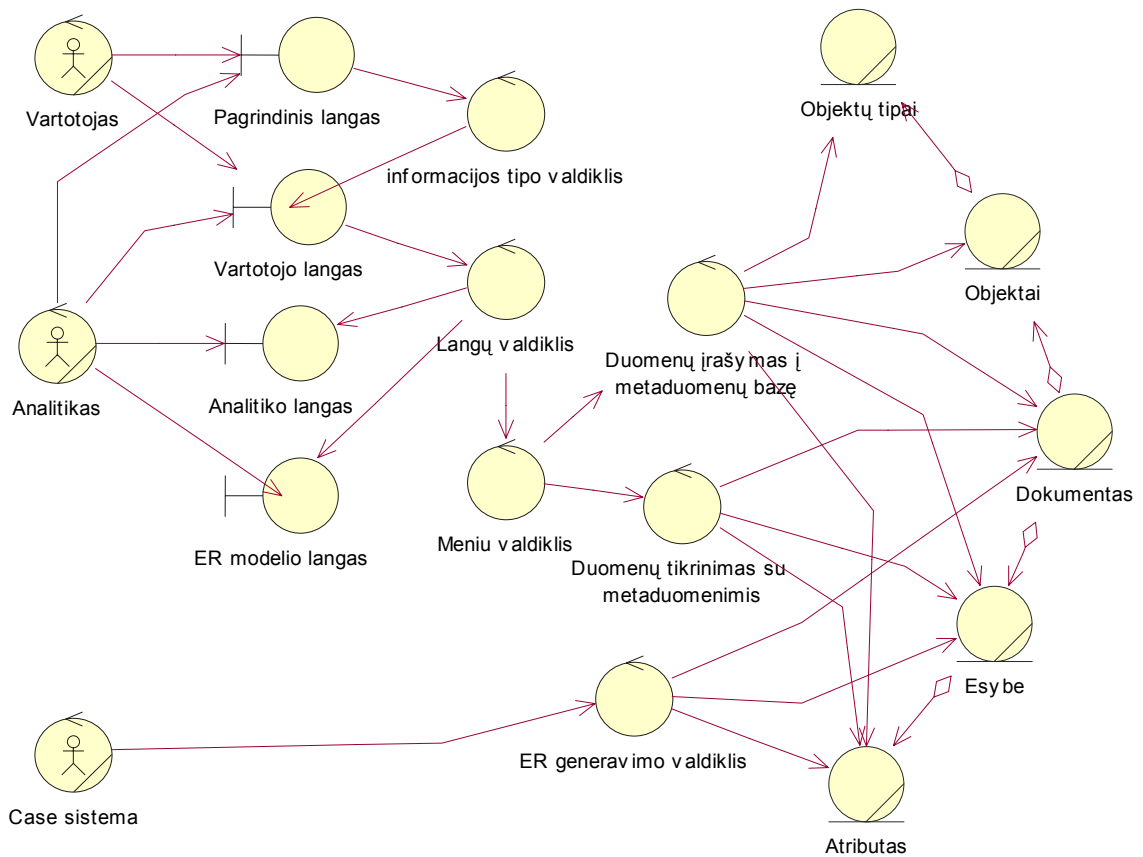 Vartotojas
Pagrindinis langas
Objektų tipai
informacijos tipo valdiklis
Vartotojo langas
Objektai
Langų valdiklis
Duomenų įrašymas į
metaduomenų bazę
Analitikas
Analitiko langas
Dokumentas
ER modelio langas
Meniu valdiklis
Duomenų tikrinimas su
metaduomenimis
Esybe
ER generavimo valdiklis
Case sistema
Atributas